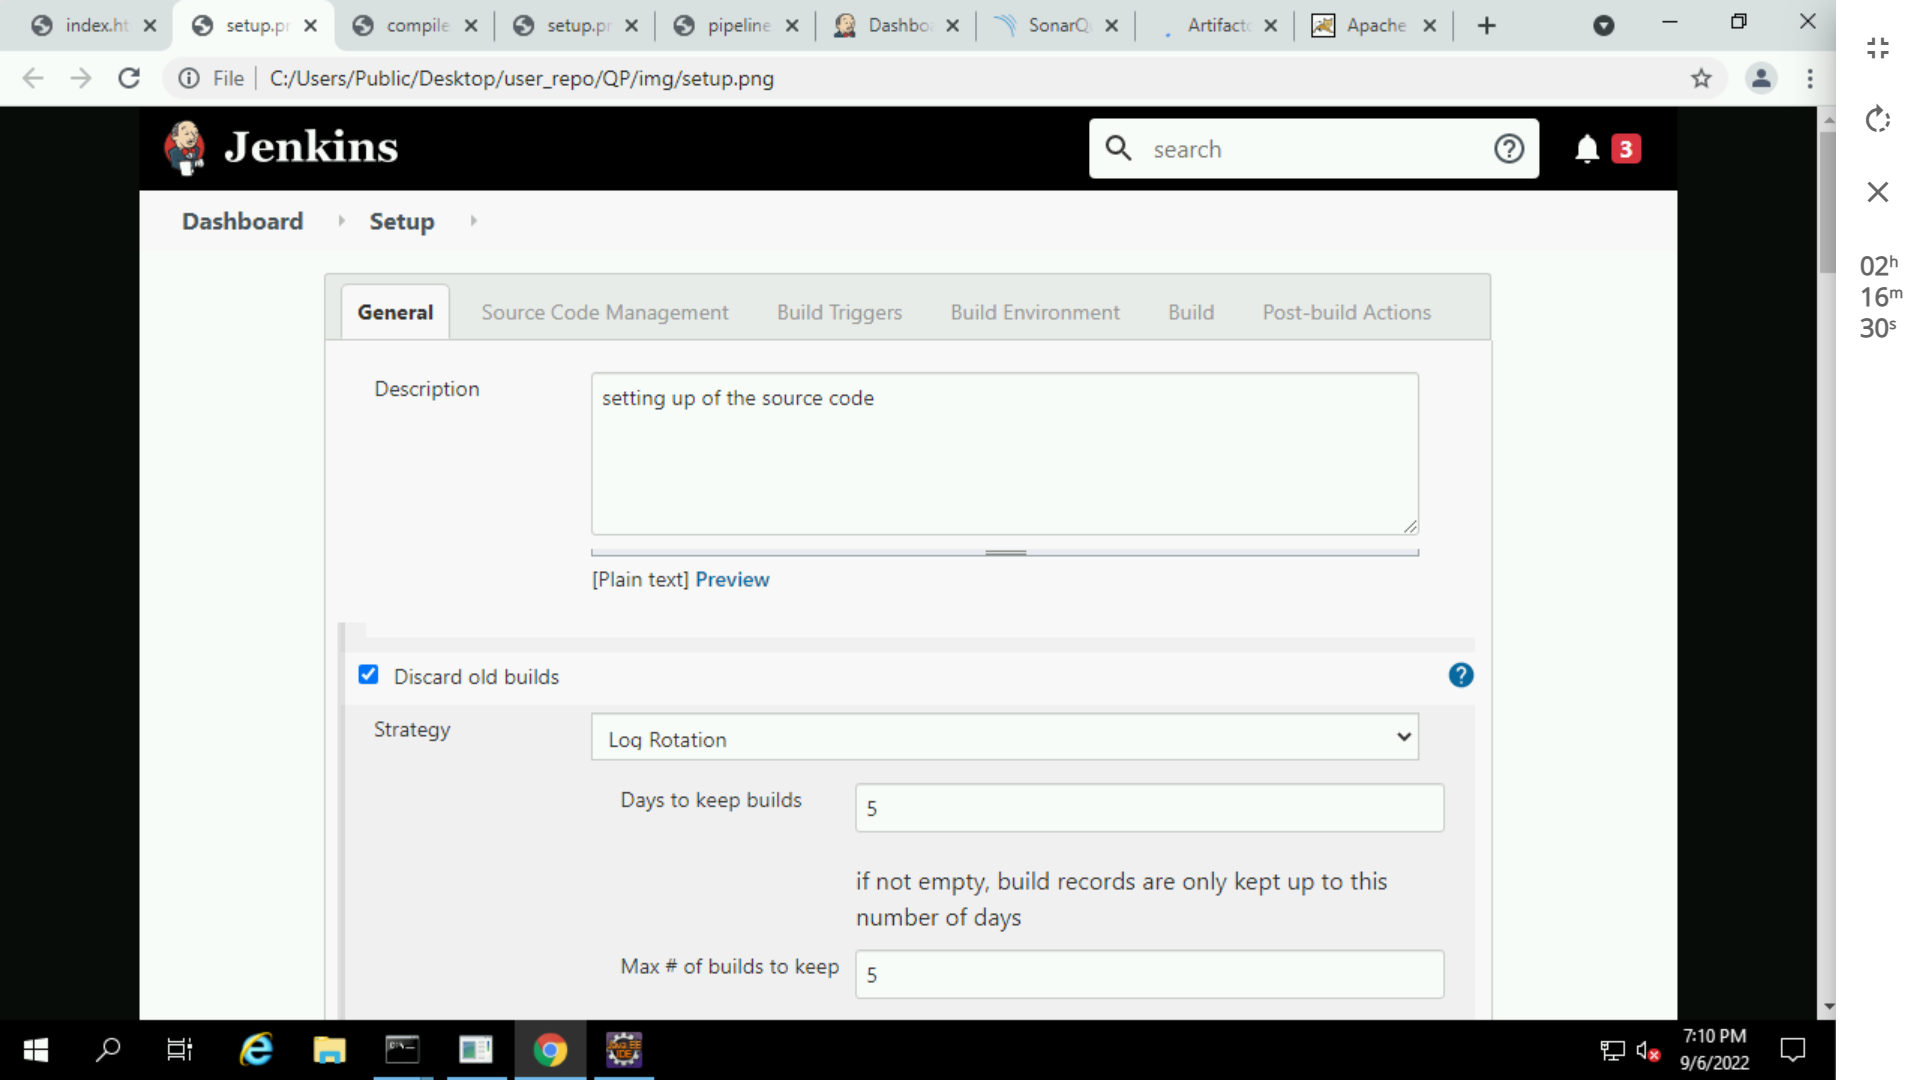 index.ht
setup.pr
compile
setup.pr
pipeline
Dashbo
SonarQ
Artifacto
Apache
File
C:/Users/Public/Desktop/user_repo/QP/img/setup.png
Jenkins
search
3
Dashboard
Setup
General
Source Code Management
Build Triggers
Build Environment
Build
Post-build Actions
Description
setting up of the source code
[Plain text] Preview
Discard old builds
Strategy
Log Rotation
Days to keep builds
5
if not empty, build records are only kept up to this
number of days
Max # of builds to keep
5
02h
16m
30s
7:10 PM
9/6/2022